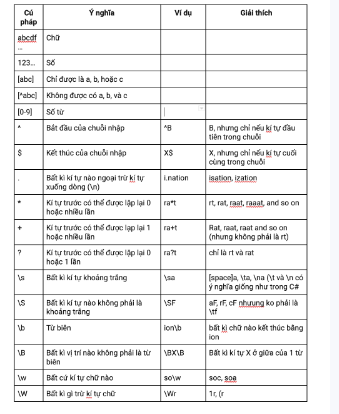 Cú pháp Ý nghĩa Ví dụ Giải thích
abcdf Chữ
...
123... Số
[abc] Chỉ được là a, b, hoặc c
[^abc] Không được có a, b, và c
[0-9] Số từ
^ Bắt đầu của chuỗi nhập ^B B, nhưng chỉ nếu kí tự đầu
tiên trong chuỗi
$ Kết thúc của chuỗi nhập X$ X, nhưng chỉ nếu kí tự cuối
cùng trong chuỗi
. Bất kì kí tự nào ngoại trừ kí tự i.nation isation, ization
xuống dòng (\n)
* Kí tự trước có thể được lặp lại 0 ra*t rt, rat, raat, raaat, and so on
hoặc nhiều lần
+ Kí tự trước có thể được lặp lại 1 ra+t Rat, raat, raat and so on
hoặc nhiều lần (nhưng không phải là rt)
? Kí tự trước có thể được lặp lại 0 ra?t chỉ là rt và rat
hoặc 1 lần
\s Bất kì kí tự khoảng trắng \sa [space]a, \ta, \na (\t và \n có
ý nghĩa giống như trong C#
\S Bất kì kí tự nào không phải là \SF aF, rF, cF nhưung ko phải là
khoảng trắng \tf
\b Từ biên ion\b bất kị chữ nào kết thúc bằng
ion
\B Bất kì vị trí nào không phải là từ \BX\B Bất kì kí tự X ở giữa của 1 từ
biên
\w Bất cứ kí tự chữ nào so\w soc, soa
\W Bất kì gì trừ kí tự chữ \Wr 1r, (r